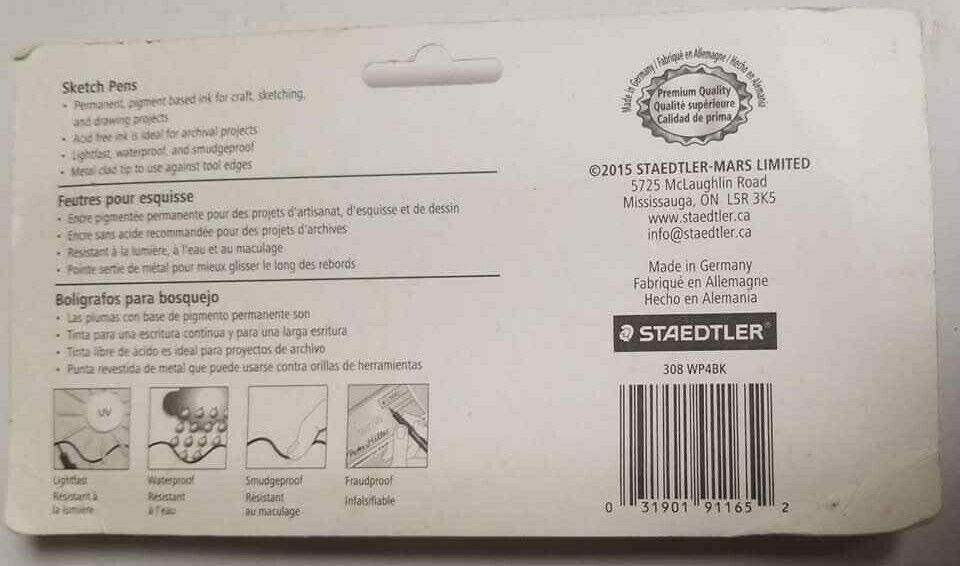 Sketch Pens
• Permanent, pigment based ink for craft, sketching,
and drawing projects
• Acid free ink is ideal for archival projects
• Lightfast, waterproof, and smudgeproof
• Metal clad tip to use against tool edges
Feutres pour esquisse
• Encre pigmentée permanente pour des projets d'artisanat, d'esquisse et de dessin
• Encre sans acide recommandée pour des projets d'archives
• Résistant à la lumière, à l'eau et au maculage
• Pointe sertie de métal pour mieux glisser le long des rebords
Boligrafos para bosquejo
• Las plumas con base de pigmento permanente son
• Tinta para una escritura continua y para una larga esritura
• Tinta libre de ácido es ideal para proyectos de archivo
• Punta revestida de metal que puede usarse contra orillas de herramientas
UV
Lightfast
Résistant à
la lumière
Waterproof
Résistant
à l'eau
Smudgeproof
Résistant
au maculage
Fraudproof
Infalsifiable
Made in Germany / Fabriqué en Allemagne / Hecho en Alemania
Premium Quality
Qualité supérieure
Calidad de prima
©2015 STAEDTLER-MARS LIMITED
5725 McLaughlin Road
Mississauga, ON L5R 3K5
www.staedtler.ca
info@staedtler.ca
Made in Germany
Fabriqué en Allemagne
Hecho en Alemania
STAEDTLER®
308 WP4BK
0 31901 91165 2